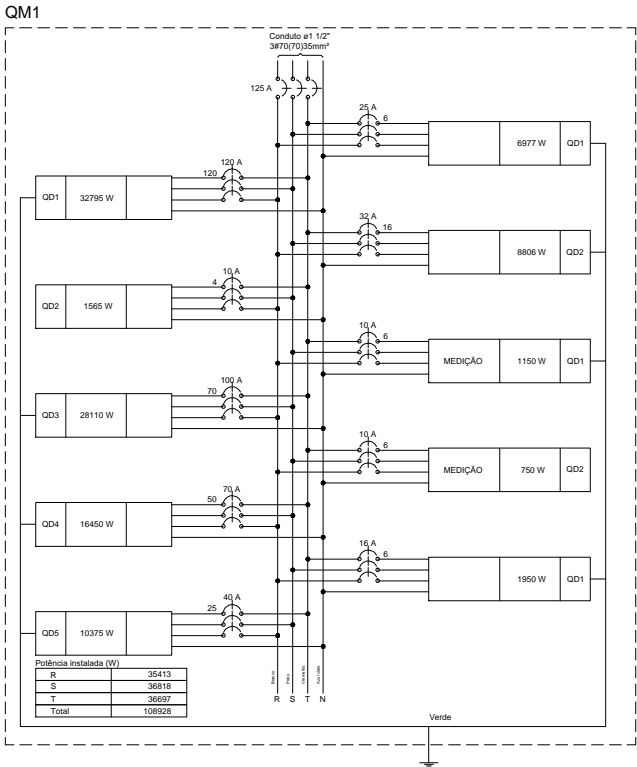 QM1
Conduto ø1 1/2"
3#70(70)35mm²
125 A
25 A
6
6977 W QD1
120 A
120
QD1 32795 W
32 A
16
8806 W QD2
10 A
4
QD2 1565 W
10 A
6
MEDIÇÃO 1150 W QD1
100 A
70
QD3 28110 W
10 A
6
MEDIÇÃO 750 W QD2
70 A
50
QD4 16450 W
16 A
6
1950 W QD1
40 A
25
QD5 10375 W
Potência instalada (W)
R 35413
S 36818
T 36697
Total 108928
Preto
Vermelho
R S T N
Verde